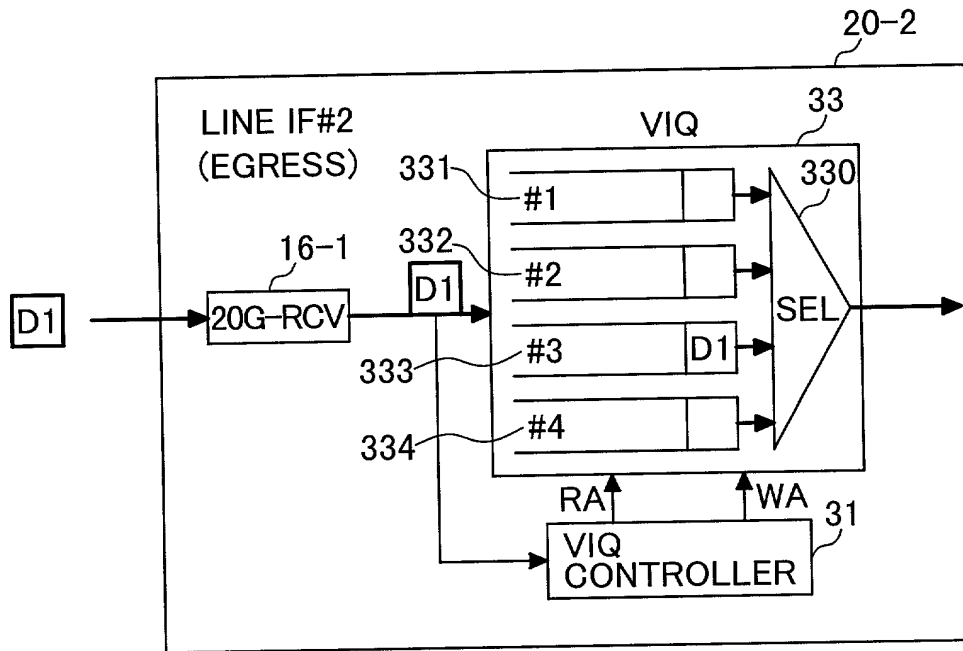 20-2
LINE IF#2
(EGRESS)
VIQ
33
331
#1
330
332
#2
16-1
D1
D1
20G-RCV
SEL
333
#3
D1
334
#4
RA
WA
31
VIQ
CONTROLLER